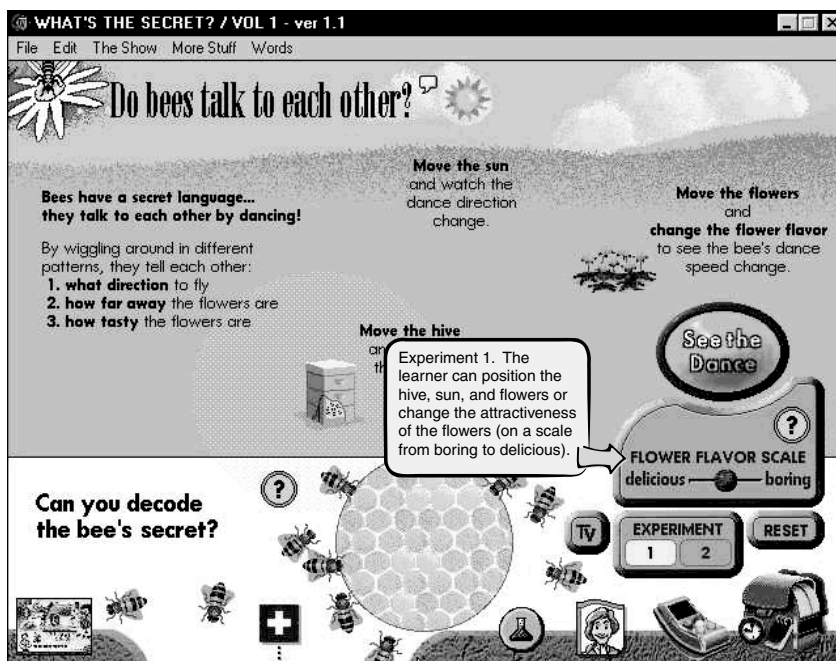 WHAT'S THE SECRET? / VOL 1 - ver 1.1
File Edit The Show More Stuff Words
Do bees talk to each other?
Move the sun
and watch the
dance direction
change.
Bees have a secret language...
they talk to each other by dancing!
By wiggling around in different
patterns, they tell each other:
1. what direction to fly
2. how far away the flowers are
3. how tasty the flowers are
Move the flowers
and
change the flower flavor
to see the bee's dance
speed change.
Move the hive
Experiment 1. The
learner can position the
hive, sun, and flowers or
change the attractiveness
of the flowers (on a scale
from boring to delicious).
See the
Dance
?
FLOWER FLAVOR SCALE
delicious boring
Can you decode
the bee's secret?
?
TV
EXPERIMENT
1 2
RESET